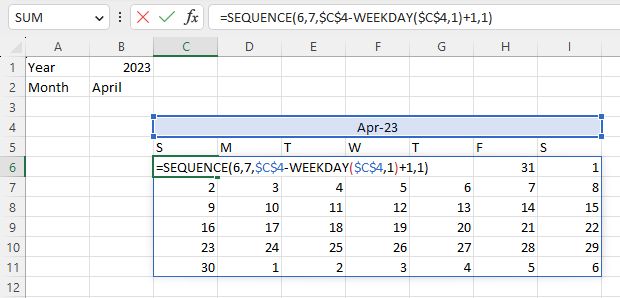 SUM fx =SEQUENCE(6,7,$C$4-WEEKDAY($C$4,1)+1,1)
A B C D E F G H I
1 Year 2023
2 Month April
3
4 Apr-23
5 S M T W T F S
6 =SEQUENCE(6,7,$C$4-WEEKDAY($C$4,1)+1,1) 31 1
7 2 3 4 5 6 7 8
8 9 10 11 12 13 14 15
9 16 17 18 19 20 21 22
10 23 24 25 26 27 28 29
11 30 1 2 3 4 5 6
12